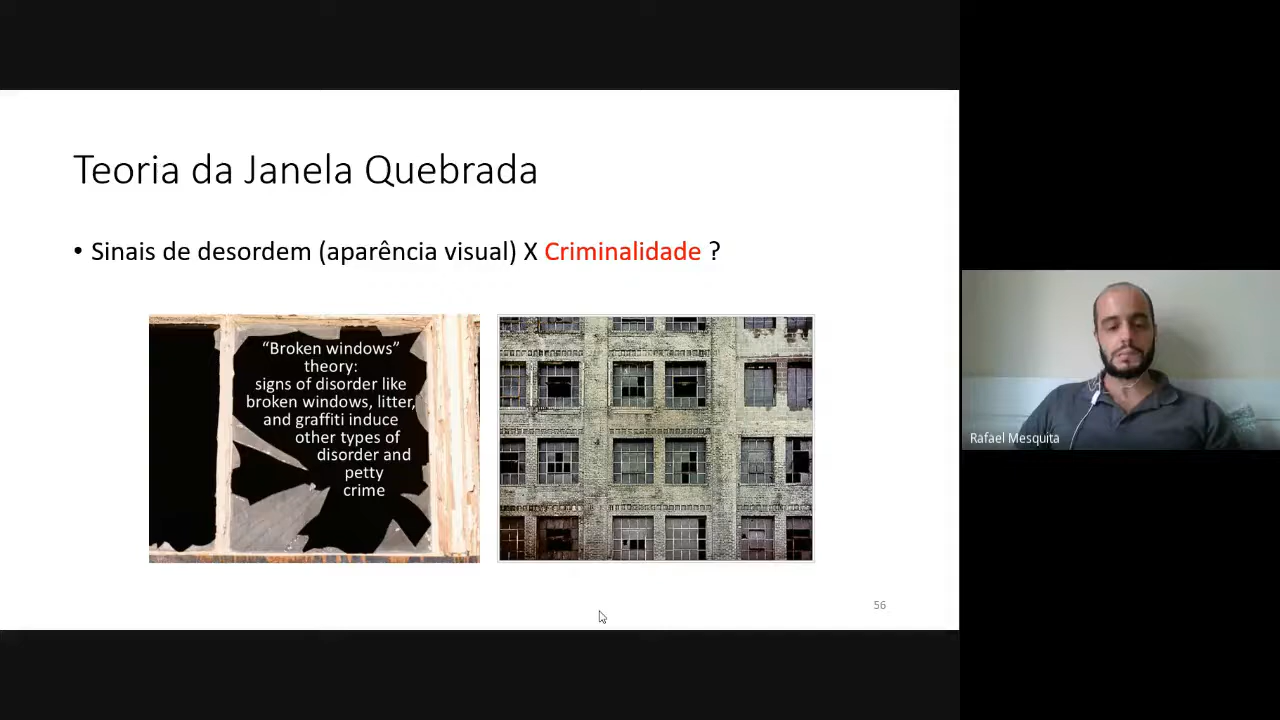 Teoria da Janela Quebrada
• Sinais de desordem (aparência visual) X Criminalidade ?
“Broken windows”
theory:
signs of disorder like
broken windows, litter,
and graffiti induce
other types of
disorder and
petty
crime
56
Rafael Mesquita